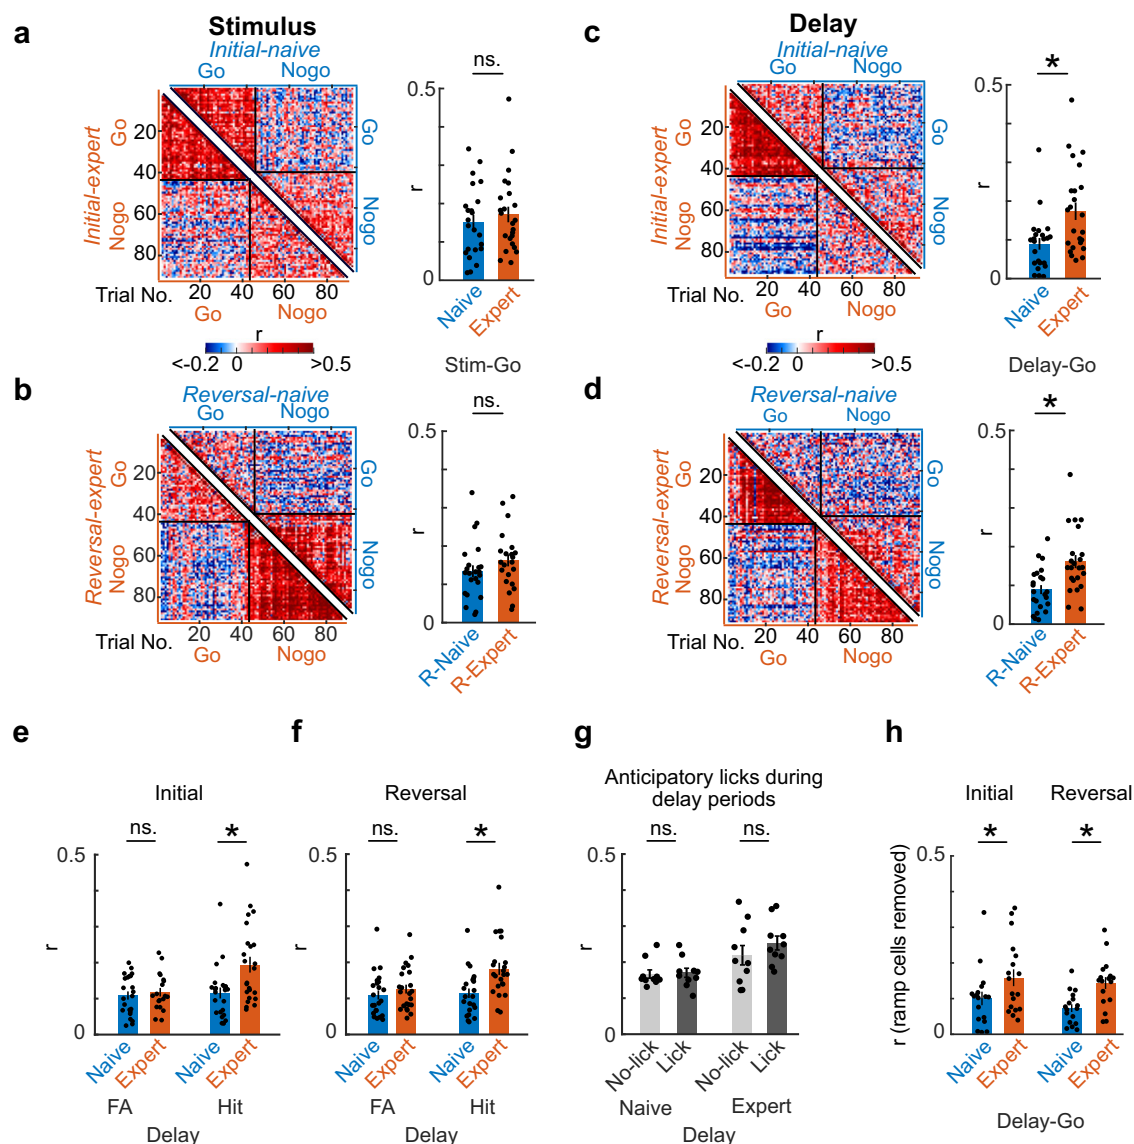 a
Stimulus
Initial-naive
Go Nogo
Initial-expert
Go
Nogo
20
40
60
80
Go
Nogo
Trial No. 20 40 60 80
Go Nogo
r
<-0.2 0 >0.5
ns.
0.5
r
0
Naive
Expert
Stim-Go
c
Delay
Initial-naive
Go Nogo
Initial-expert
Go
Nogo
20
40
60
80
Go
Nogo
Trial No. 20 40 60 80
Go Nogo
r
<-0.2 0 >0.5
*
0.5
r
0
Naive
Expert
Delay-Go
b
Reversal-naive
Go Nogo
Reversal-expert
Go
Nogo
20
40
60
80
Go
Nogo
Trial No. 20 40 60 80
Go Nogo
ns.
0.5
r
0
R-Naive
R-Expert
d
Reversal-naive
Go Nogo
Reversal-expert
Go
Nogo
20
40
60
80
Go
Nogo
Trial No. 20 40 60 80
Go Nogo
*
0.5
r
0
R-Naive
R-Expert
e
Initial
ns. *
0.5
r
0
Naive
Expert
Naive
Expert
FA Hit
Delay
f
Reversal
ns. *
0.5
r
0
Naive
Expert
Naive
Expert
FA Hit
Delay
g
Anticipatory licks during
delay periods
ns. ns.
0.5
r
0
No-lick
Lick
No-lick
Lick
Naive Expert
Delay
h
Initial Reversal
* *
0.5
r (ramp cells removed)
0
Naive
Expert
Naive
Expert
Delay-Go